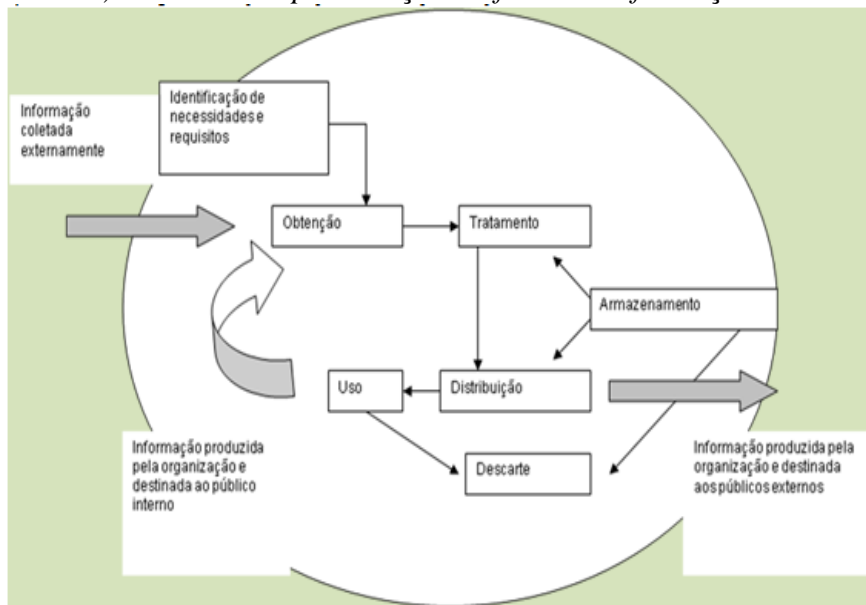 Identificação de
necessidades e
requisitos
Informação
coletada
externamente
Obtenção
Tratamento
Armazenamento
Uso
Distribuição
Informação produzida
pela organização e
destinada ao público
interno
Descarte
Informação produzida pela
organização e destinada
aos públicos externos